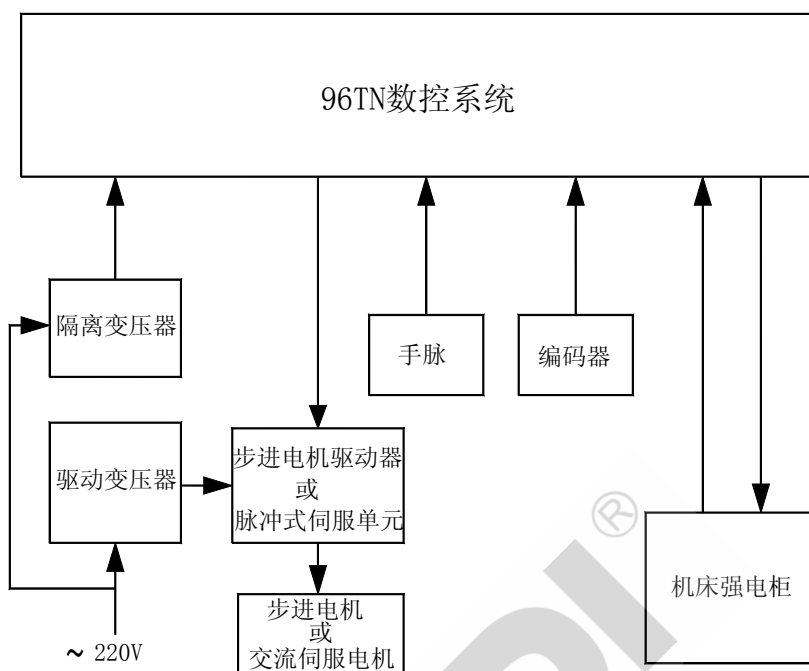 96TN数控系统
隔离变压器
手脉
编码器
驱动变压器
步进电机驱动器
或
脉冲式伺服单元
机床强电柜
步进电机
或
交流伺服电机
~ 220V
®